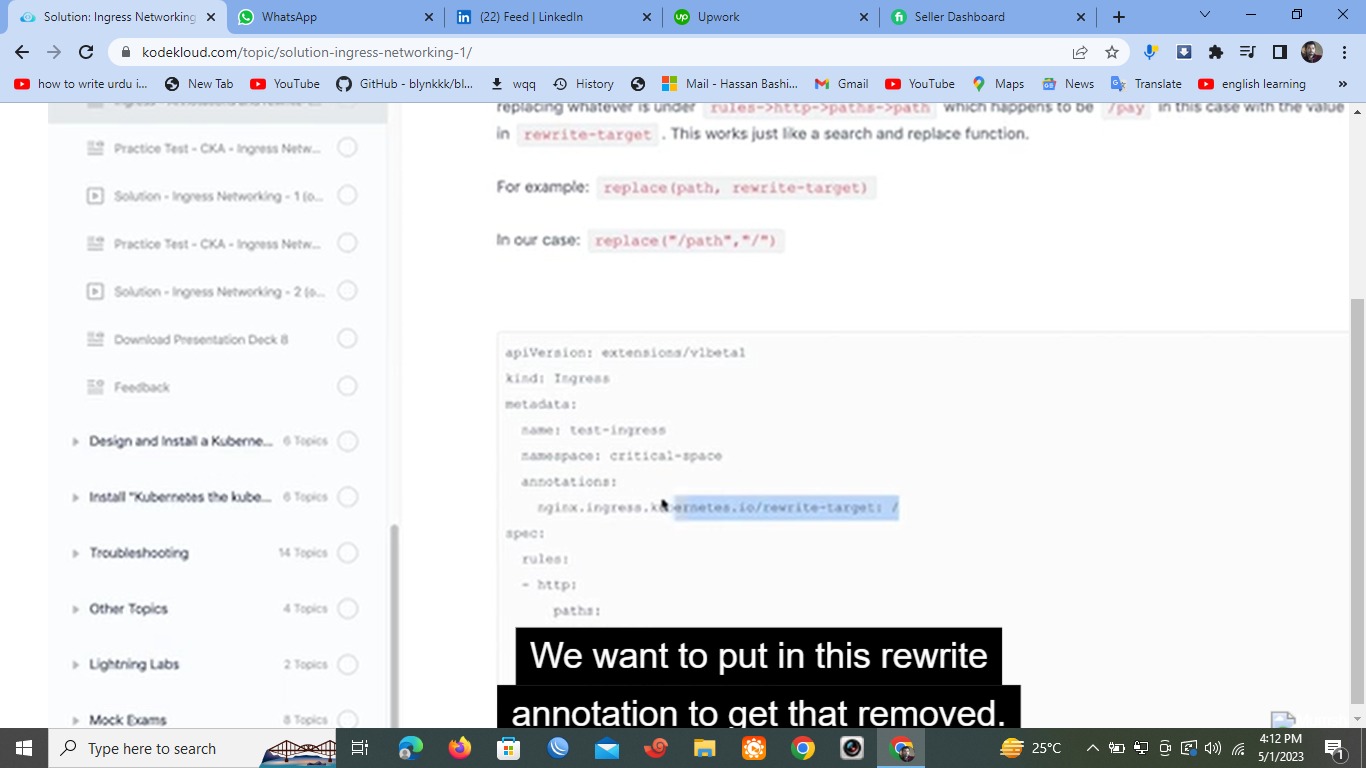 Solution: Ingress Networking
WhatsApp
(22) Feed | LinkedIn
Upwork
Seller Dashboard
kodekloud.com/topic/solution-ingress-networking-1/
how to write urdu i...
New Tab
YouTube
GitHub - blynkkk/bl...
wqq
History
Mail - Hassan Bashi...
Gmail
YouTube
Maps
News
Translate
english learning
Practice Test - CKA - Ingress Netw...
Solution - Ingress Networking - 1 (o...
Practice Test - CKA - Ingress Netw...
Solution - Ingress Networking - 2 (o...
Download Presentation Deck 8
Feedback
Design and Install a Kuberne... 6 Topics
Install "Kubernetes the kube... 6 Topics
Troubleshooting 14 Topics
Other Topics 4 Topics
Lightning Labs 2 Topics
Mock Exams 8 Topics
replacing whatever is under rules->http->paths->path which happens to be /pay in this case with the value
in rewrite-target. This works just like a search and replace function.
For example: replace(path, rewrite-target)
In our case: replace("/path","/")
apiVersion: extensions/v1beta1
kind: Ingress
metadata:
name: test-ingress
namespace: critical-space
annotations:
nginx.ingress.kubernetes.io/rewrite-target: /
spec:
rules:
- http:
paths:
We want to put in this rewrite
annotation to get that removed.
Type here to search
25°C
4:12 PM
5/1/2023
1